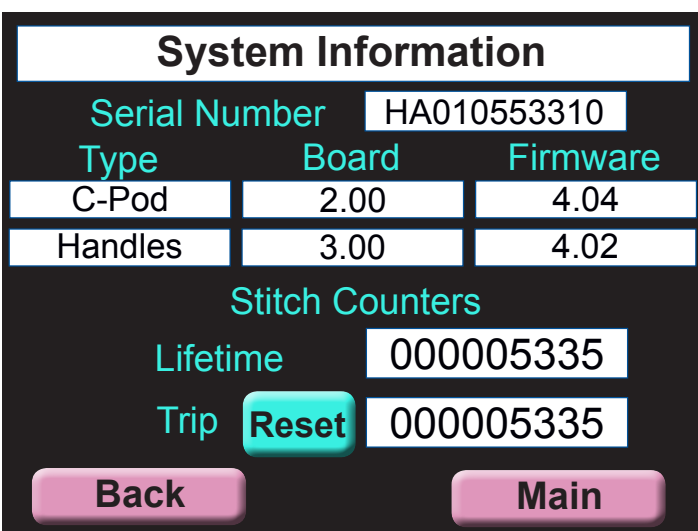 System Information
Serial Number HA010553310
Type Board Firmware
C-Pod 2.00 4.04
Handles 3.00 4.02
Stitch Counters
Lifetime 000005335
Trip Reset 000005335
Back Main